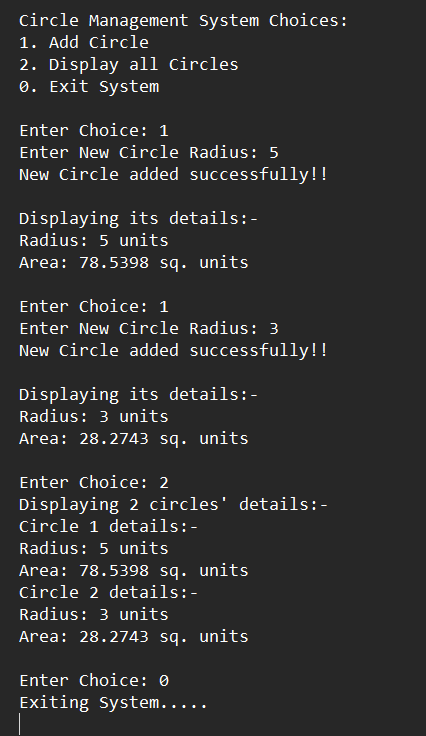 Circle Management System Choices:
1. Add Circle
2. Display all Circles
0. Exit System
Enter Choice: 1
Enter New Circle Radius: 5
New Circle added successfully!!
Displaying its details:-
Radius: 5 units
Area: 78.5398 sq. units
Enter Choice: 1
Enter New Circle Radius: 3
New Circle added successfully!!
Displaying its details:-
Radius: 3 units
Area: 28.2743 sq. units
Enter Choice: 2
Displaying 2 circles' details:-
Circle 1 details:-
Radius: 5 units
Area: 78.5398 sq. units
Circle 2 details:-
Radius: 3 units
Area: 28.2743 sq. units
Enter Choice: 0
Exiting System.....